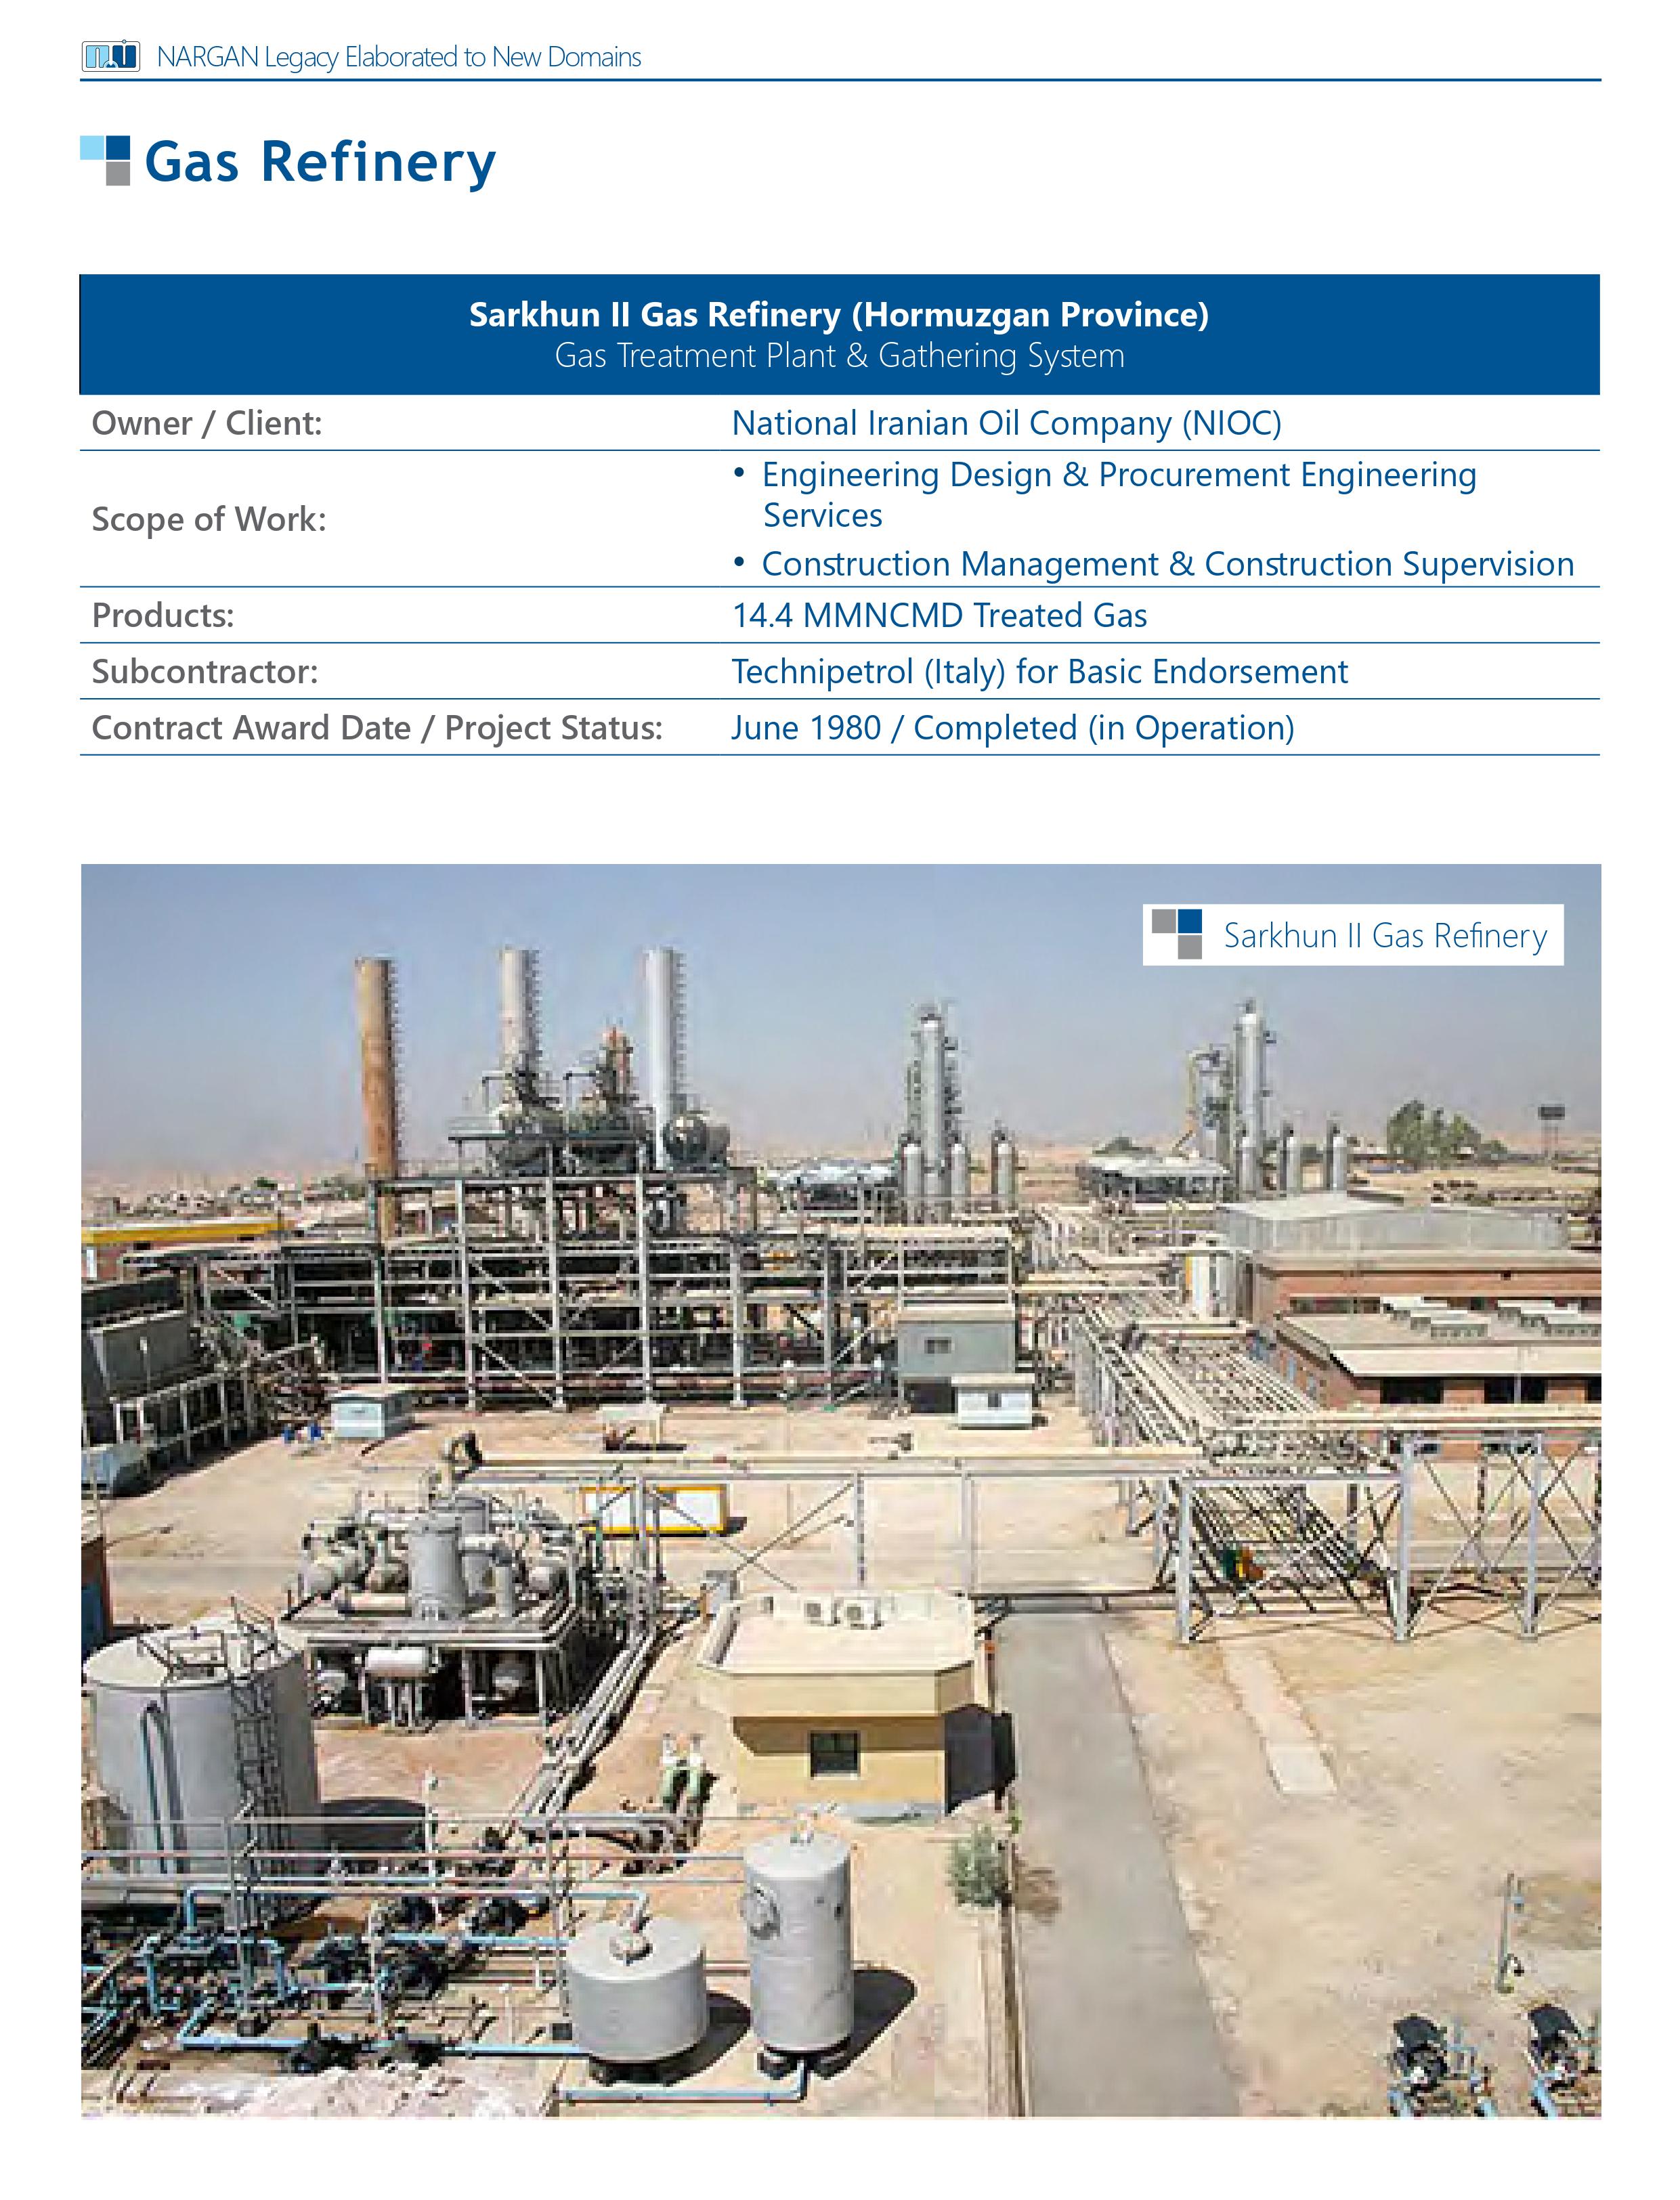 NARGAN Legacy Elaborated to New Domains
Gas Refinery
Sarkhun II Gas Refinery (Hormuzgan Province)
Gas Treatment Plant & Gathering System
Owner / Client:
National Iranian Oil Company (NIOC)
Scope of Work:
• Engineering Design & Procurement Engineering
Services
• Construction Management & Construction Supervision
Products:
14.4 MMNCMD Treated Gas
Subcontractor:
Technipetrol (Italy) for Basic Endorsement
Contract Award Date / Project Status:
June 1980 / Completed (in Operation)
Sarkhun II Gas Refinery